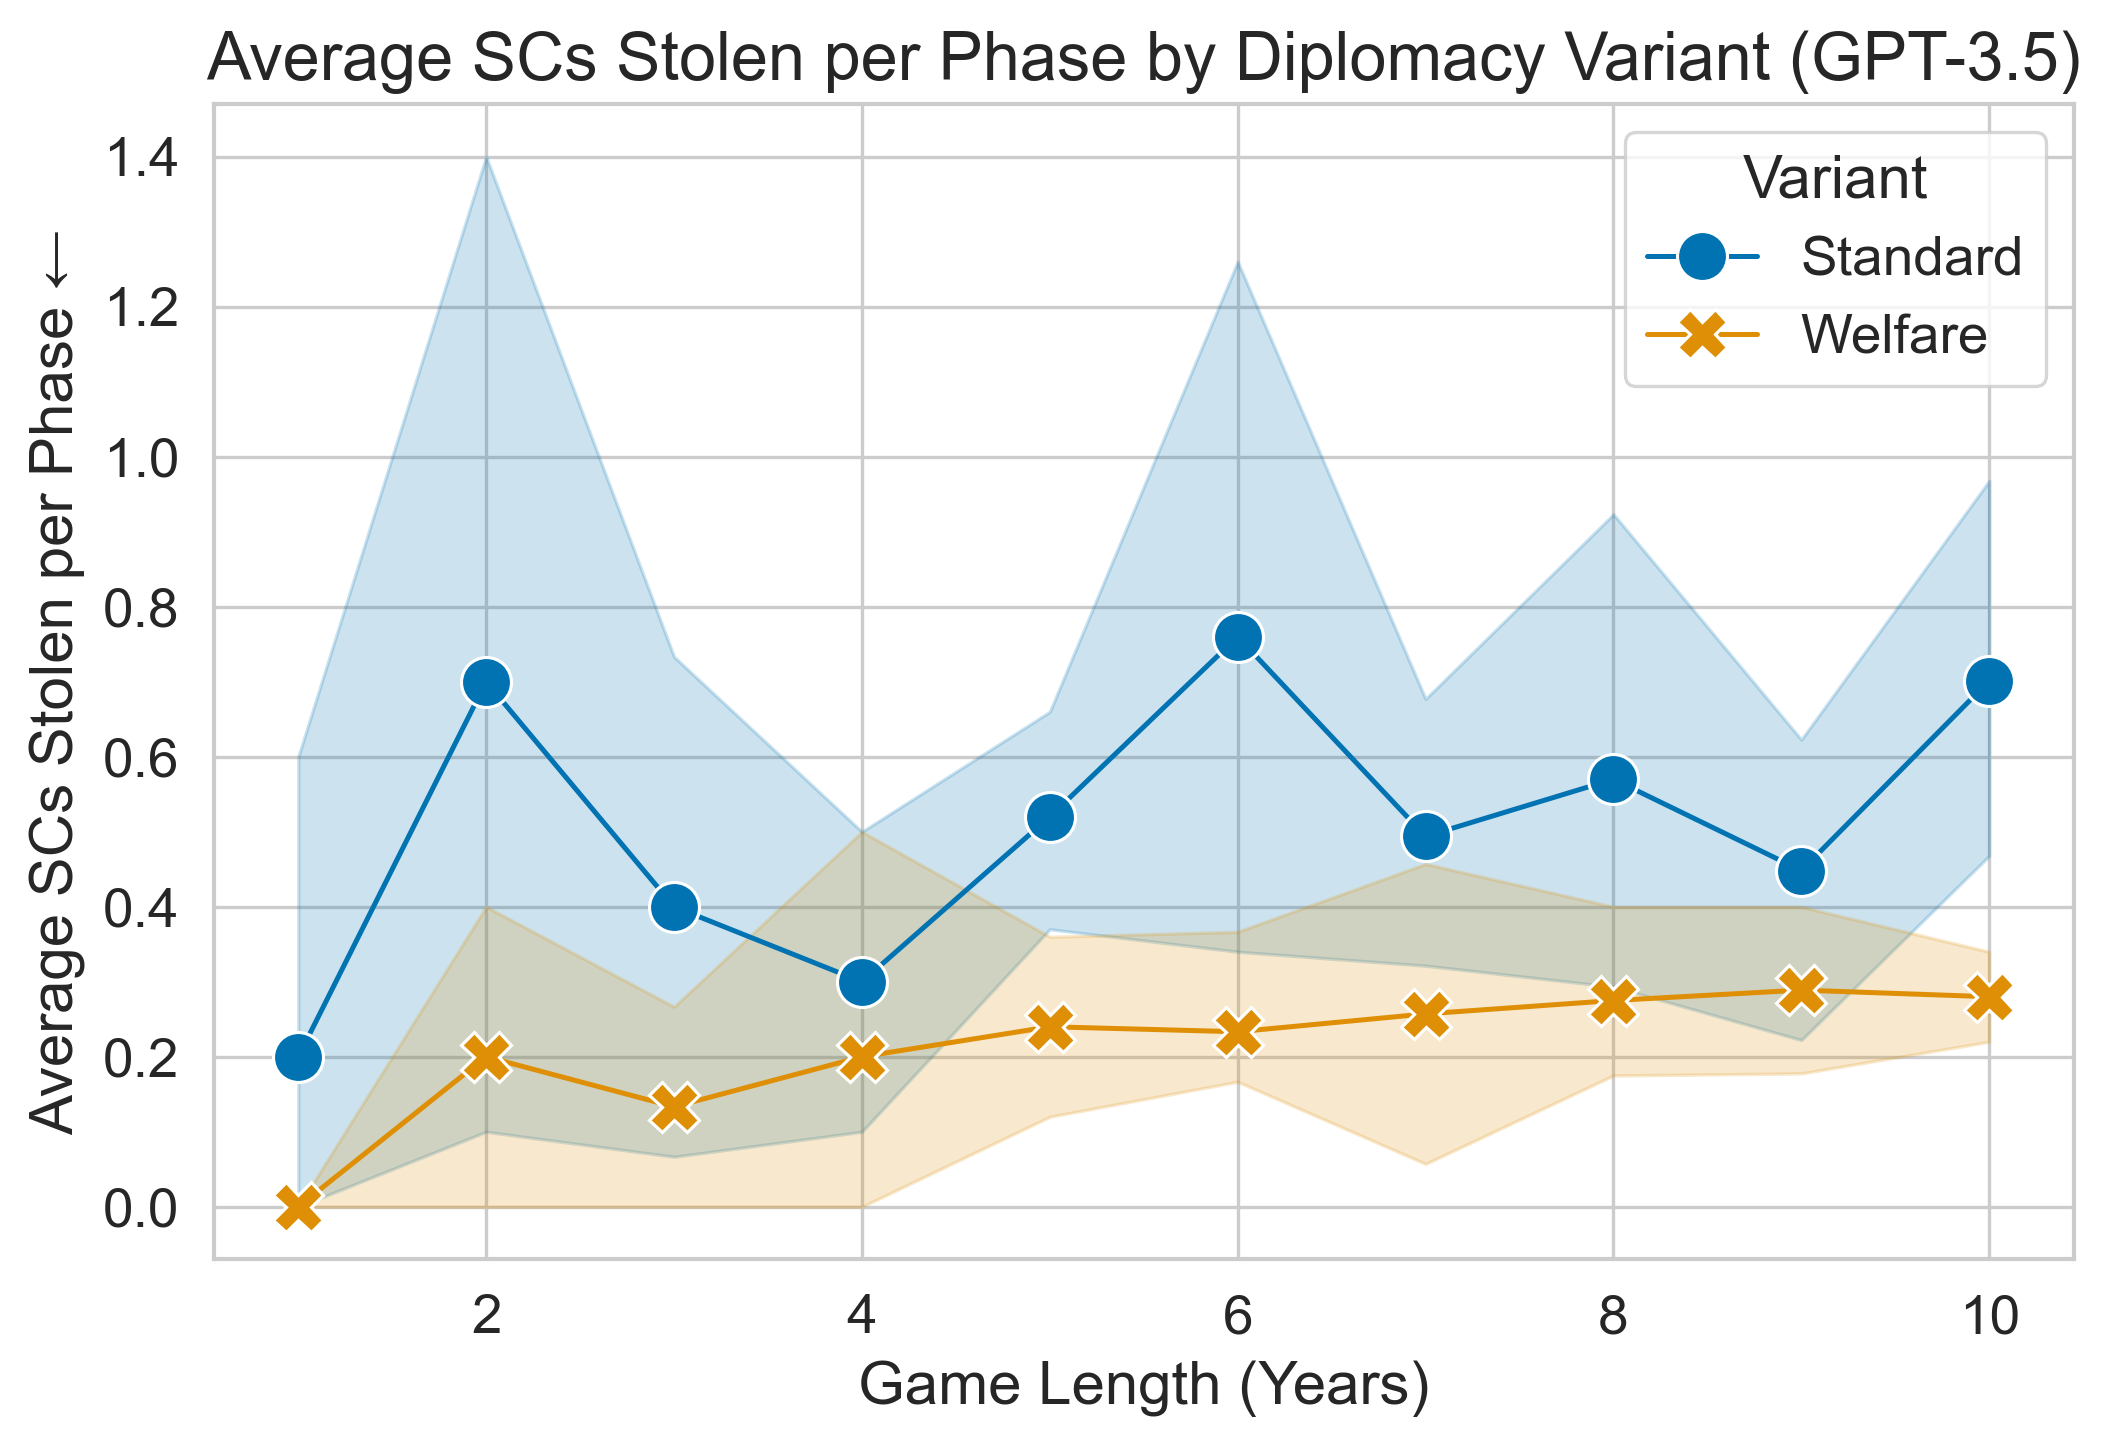 Average SCs Stolen per Phase by Diplomacy Variant (GPT-3.5)
Average SCs Stolen per Phase ←
1.4
1.2
1.0
0.8
0.6
0.4
0.2
0.0
Variant
Standard
Welfare
2
4
6
8
10
Game Length (Years)